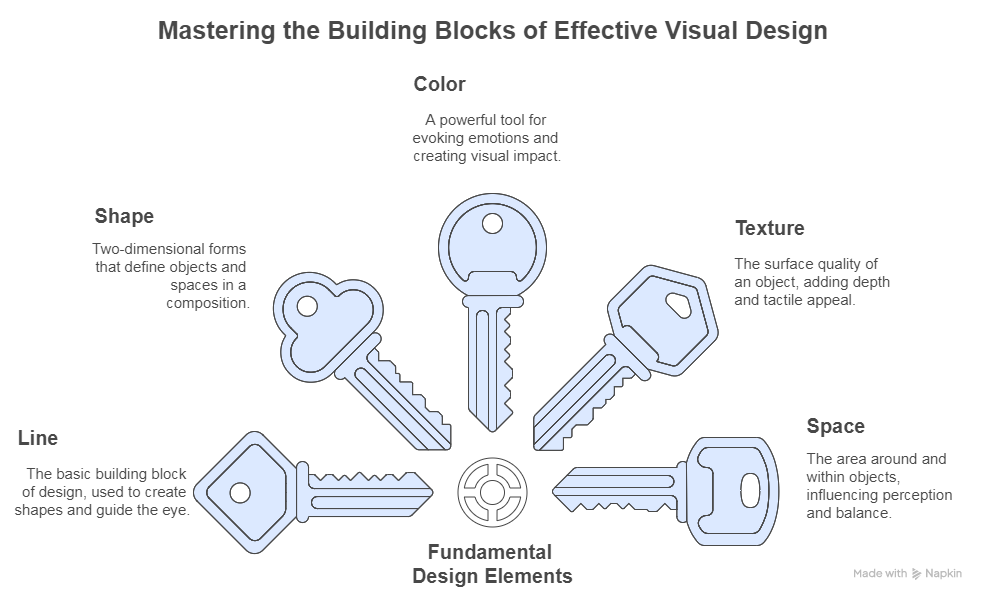 Mastering the Building Blocks of Effective Visual Design
Color
A powerful tool for
evoking emotions and
creating visual impact.
Shape
Two-dimensional forms
that define objects and
spaces in a
composition.
Texture
The surface quality of
an object, adding depth
and tactile appeal.
Line
The basic building block
of design, used to create
shapes and guide the eye.
Space
The area around and
within objects,
influencing perception
and balance.
Fundamental
Design Elements
Made with Napkin